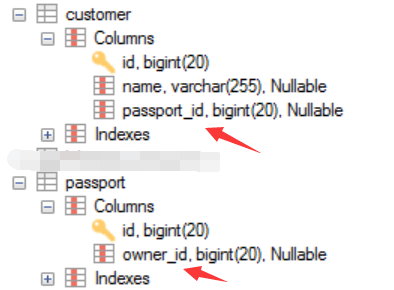 customer
Columns
id, bigint(20)
name, varchar(255), Nullable
passport_id, bigint(20), Nullable
Indexes
passport
Columns
id, bigint(20)
owner_id, bigint(20), Nullable
Indexes